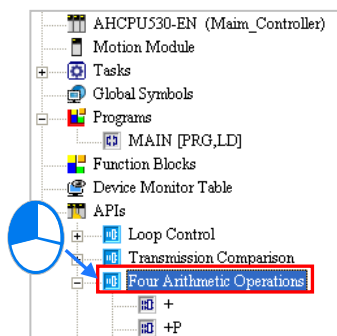 AHCPU530-EN (Maim_Controller)
Motion Module
Tasks
Global Symbols
Programs
MAIN [PRG,LD]
Function Blocks
Device Monitor Table
APIs
Loop Control
Transmission Comparison
Four Arithmetic Operations
+
+P